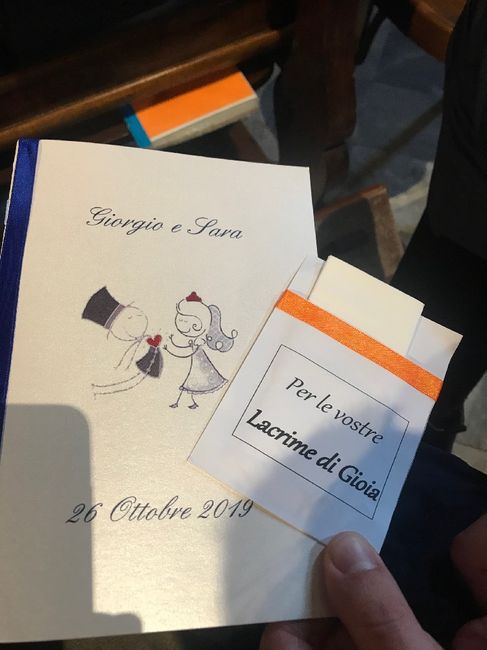 Giorgio e Sara
26 Ottobre 2019
Per le vostre
Lacrime di Gioia